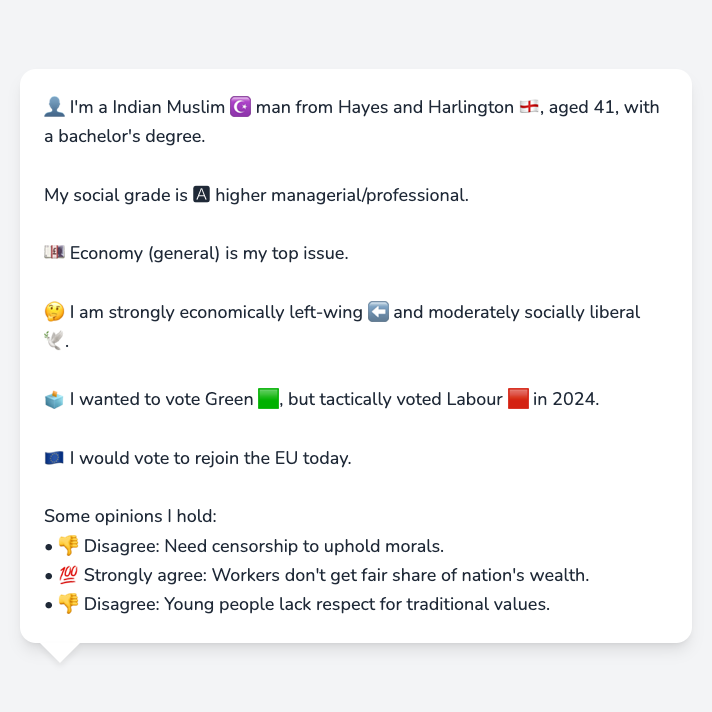 👤 I'm a Indian Muslim ☪️ man from Hayes and Harlington 🏴󠁧󠁢󠁥󠁮󠁧󠁿, aged 41, with
a bachelor's degree.
My social grade is 🅰️ higher managerial/professional.
💷 Economy (general) is my top issue.
🤔 I am strongly economically left-wing ⬅️ and moderately socially liberal
🕊️.
🗳️ I wanted to vote Green 🟩, but tactically voted Labour 🟥 in 2024.
🇪🇺 I would vote to rejoin the EU today.
Some opinions I hold:
• 👎 Disagree: Need censorship to uphold morals.
• 💯 Strongly agree: Workers don't get fair share of nation's wealth.
• 👎 Disagree: Young people lack respect for traditional values.